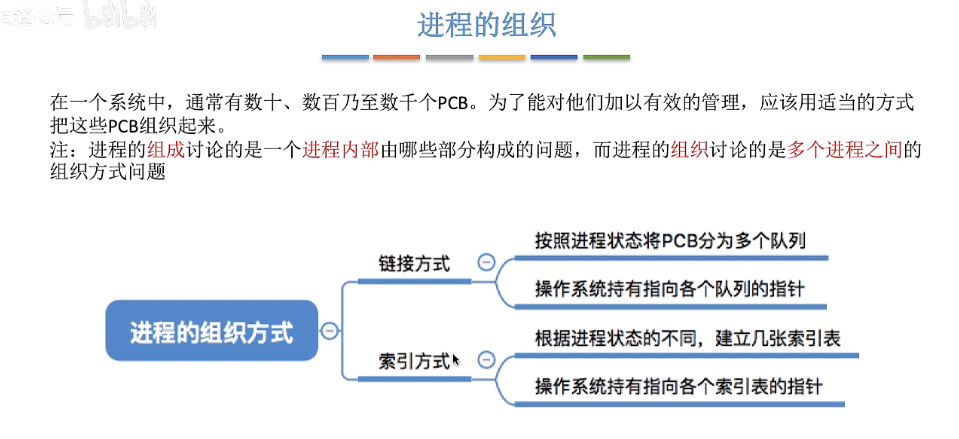 bilibili
进程的组织
在一个系统中，通常有数十、数百乃至数千个PCB。为了能对他们加以有效的管理，应该用适当的方式
把这些PCB组织起来。
注：进程的组成讨论的是一个进程内部由哪些部分构成的问题，而进程的组织讨论的是多个进程之间的
组织方式问题
进程的组织方式
链接方式
按照进程状态将PCB分为多个队列
操作系统持有指向各个队列的指针
索引方式
根据进程状态的不同，建立几张索引表
操作系统持有指向各个索引表的指针